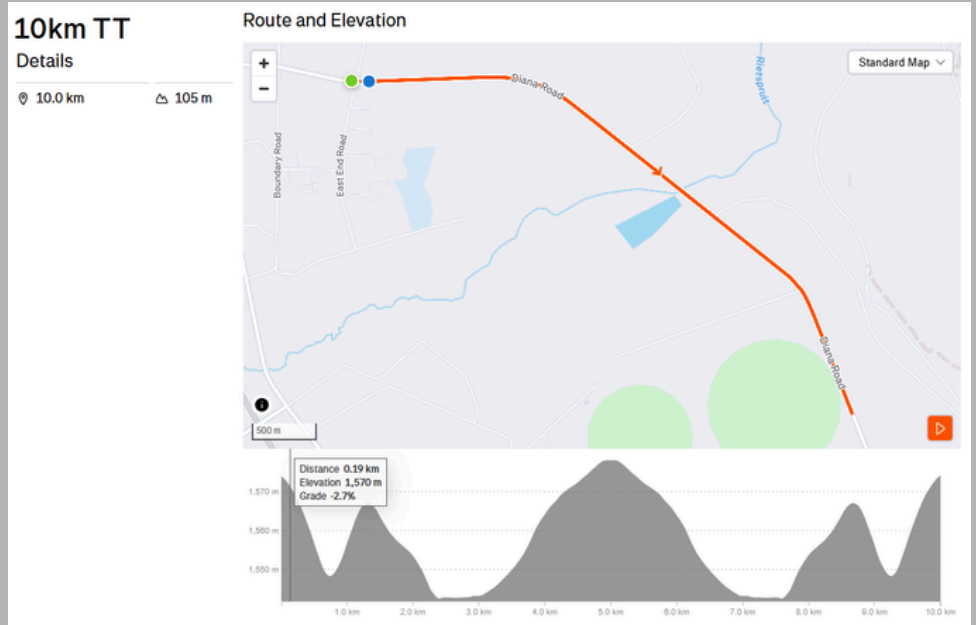 10km TT
Details
10.0 km
105 m
Route and Elevation
+
−
Standard Map
Diana Road
Rietspruit
Boundary Road
East End Road
Diana Road
i
500 m
Distance 0.19 km
Elevation 1,570 m
Grade -2.7%
1,570 m
1,560 m
1,550 m
1.0 km 2.0 km 3.0 km 4.0 km 5.0 km 6.0 km 7.0 km 8.0 km 9.0 km 10.0 km